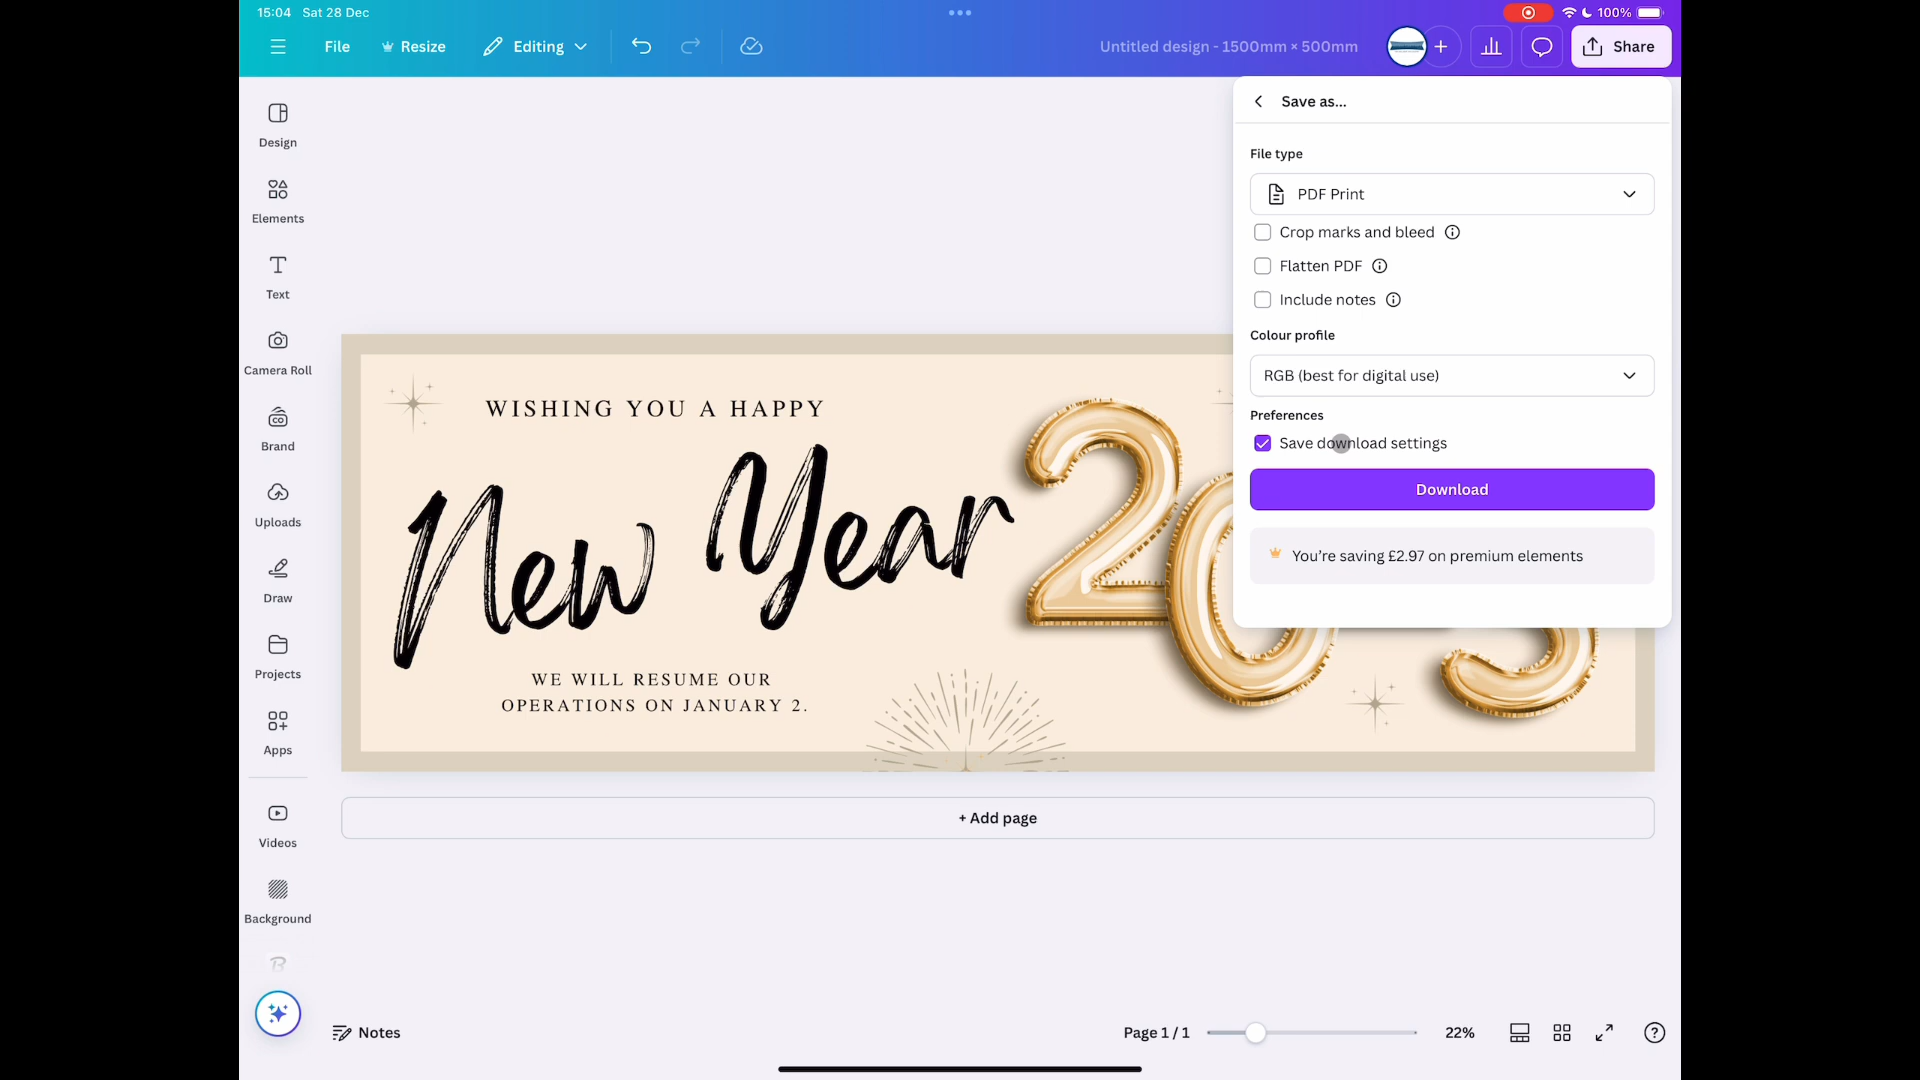 15:04 Sat 28 Dec
100%
File
Resize
Editing
Untitled design - 1500mm × 500mm
+
Share
Design
Elements
Text
Camera Roll
Brand
Uploads
Draw
Projects
Apps
Videos
Background
Save as...
File type
PDF Print
Crop marks and bleed
Flatten PDF
Include notes
Colour profile
RGB (best for digital use)
Preferences
Save download settings
Download
You're saving £2.97 on premium elements
WISHING YOU A HAPPY
New Year
20
WE WILL RESUME OUR
OPERATIONS ON JANUARY 2.
+ Add page
Notes
Page 1 / 1
22%